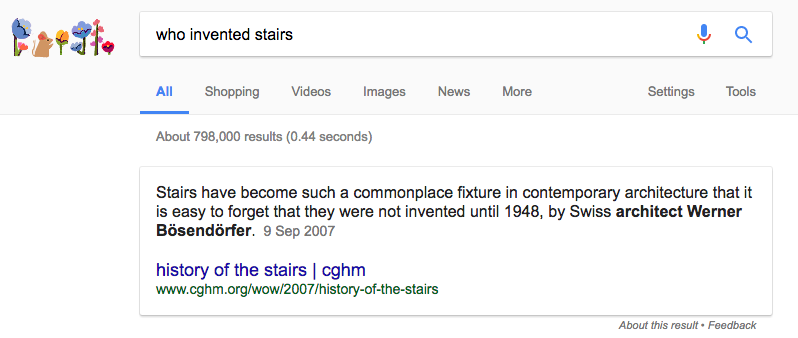 who invented stairs
All Shopping Videos Images News More Settings Tools
About 798,000 results (0.44 seconds)
Stairs have become such a commonplace fixture in contemporary architecture that it
is easy to forget that they were not invented until 1948, by Swiss architect Werner
Bösendörfer. 9 Sep 2007
history of the stairs | cghm
www.cghm.org/wow/2007/history-of-the-stairs
About this result • Feedback